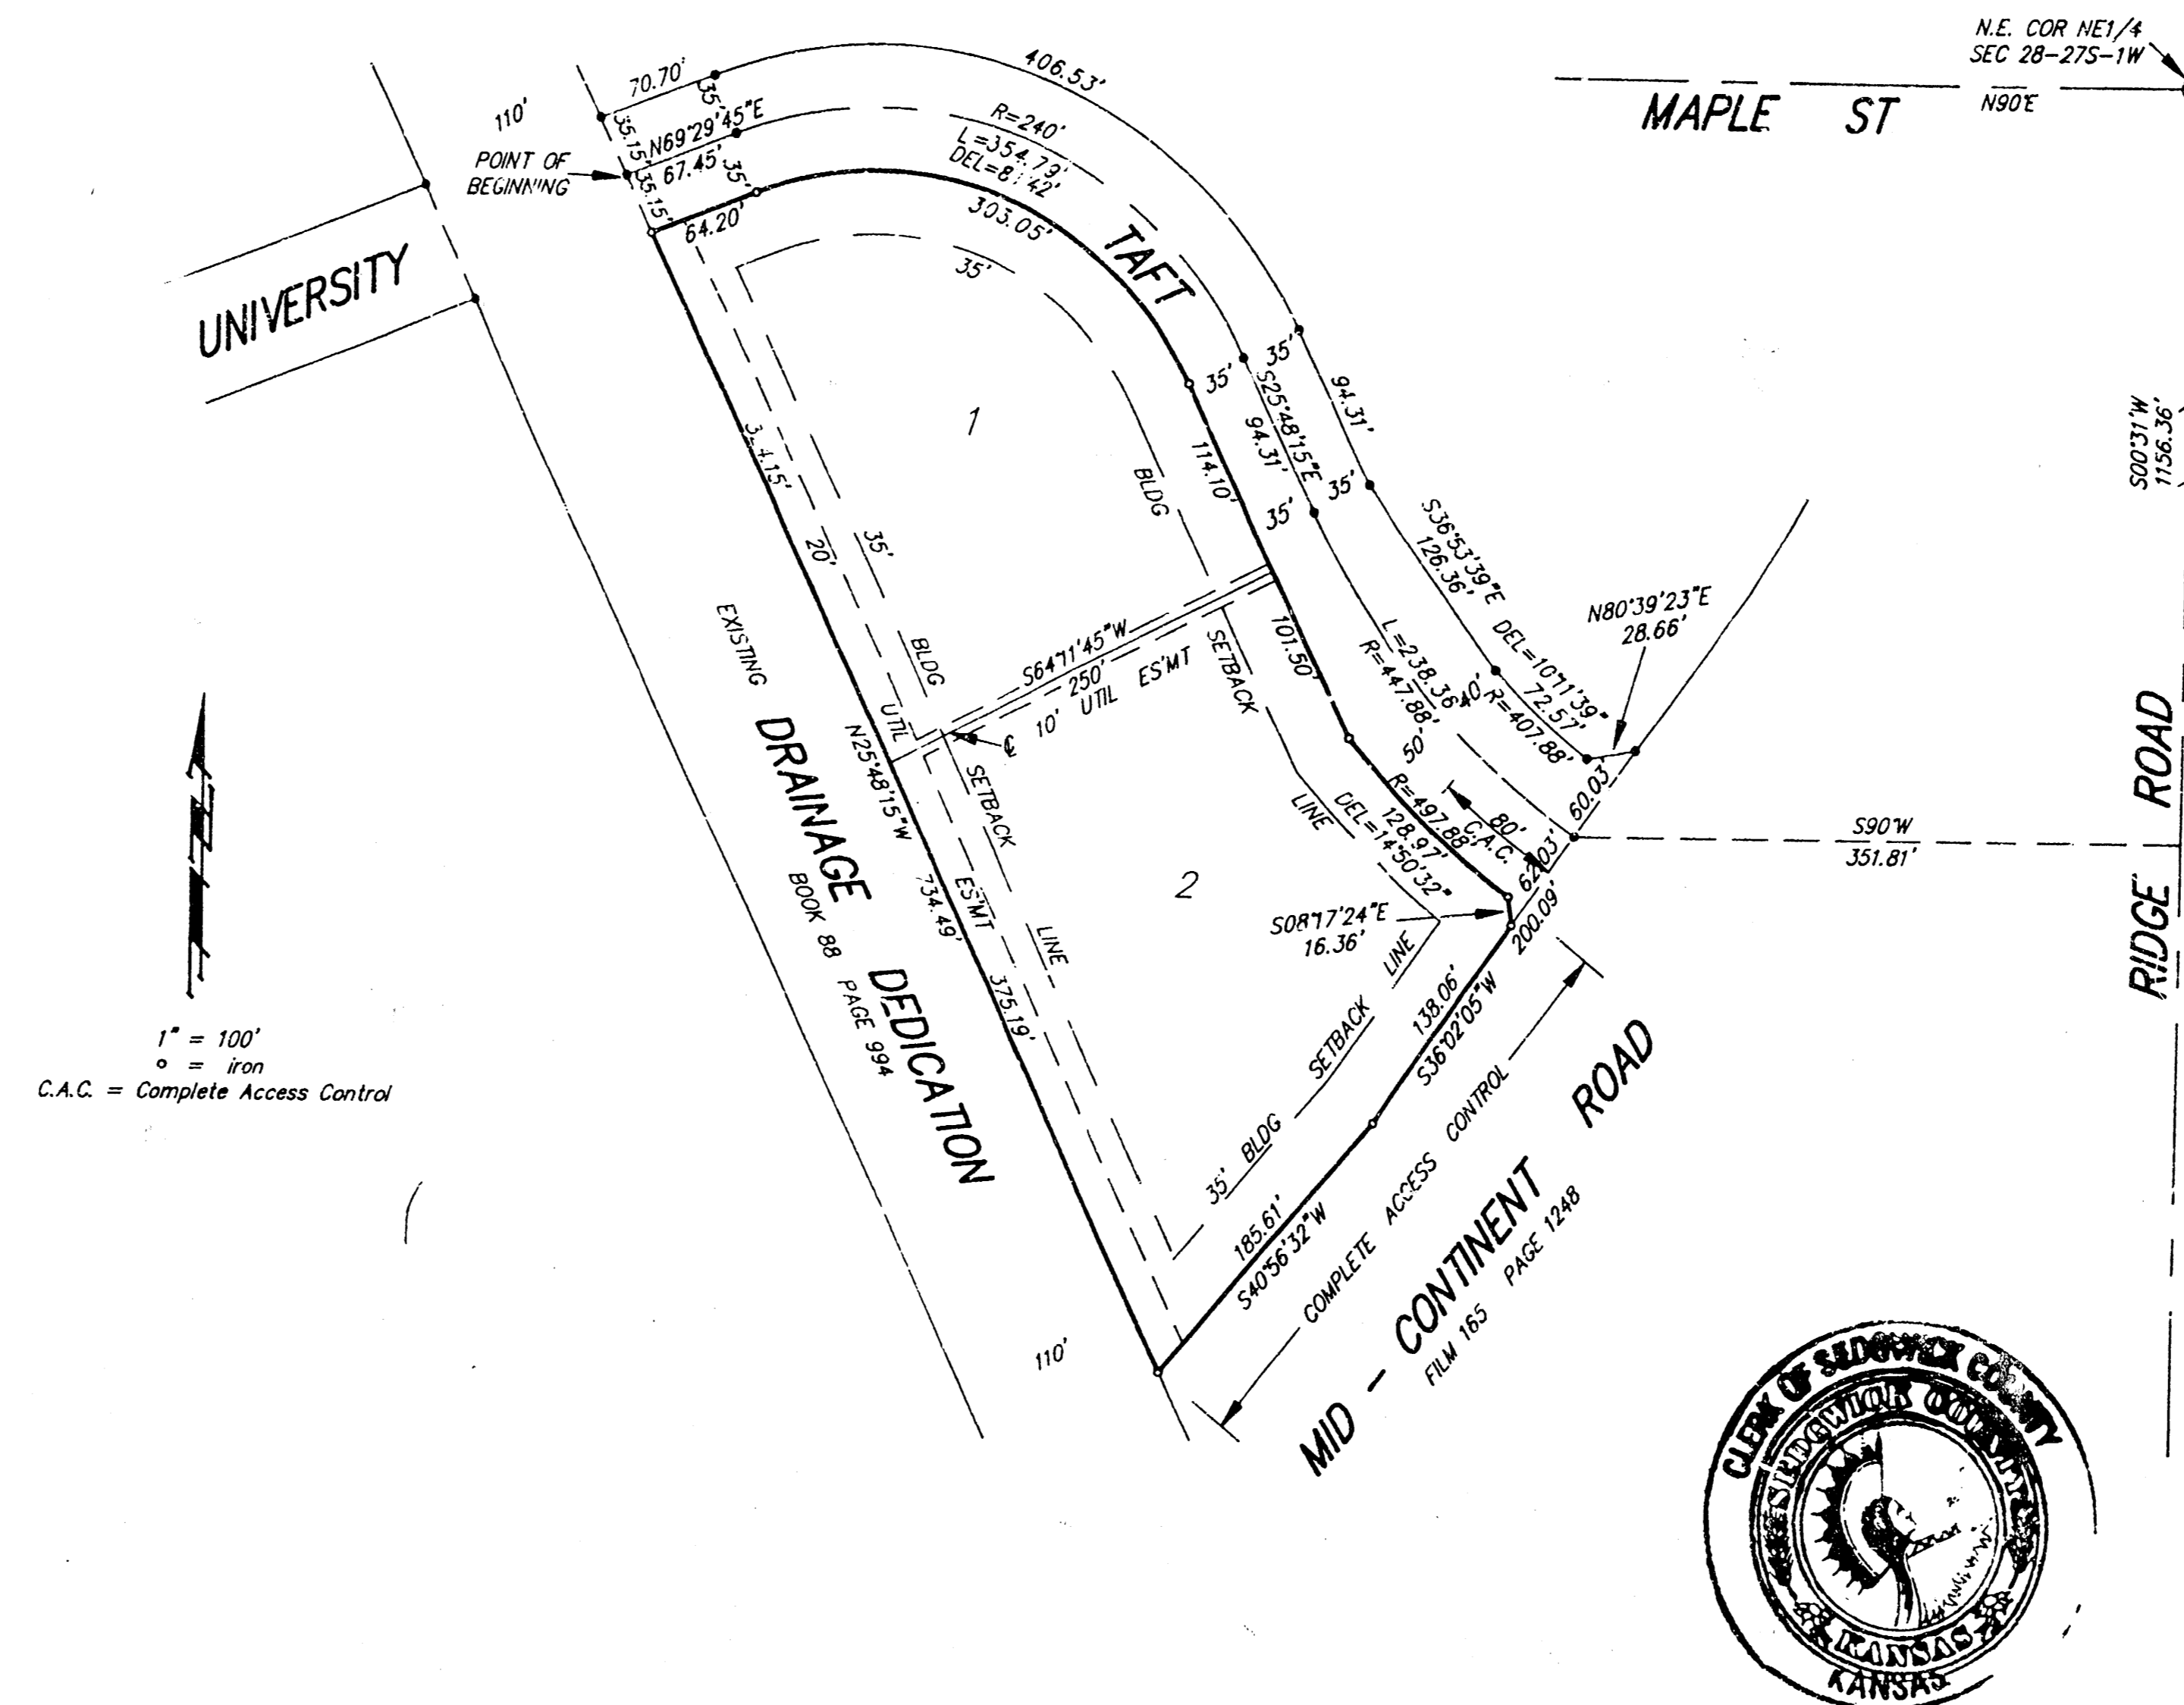 N.E. COR NE1/4
SEC 28-27S-1W
MAPLE ST
N90°E
406.53'
70.70'
35'
110'
35.15'
N69°29'45"E
67.45'
35'
POINT OF
BEGINNING
35.15'
64.20'
R=240'
L=354.79'
303.05'
35'
TAFT
UNIVERSITY
1
35'
35'
S25°48'15"E
94.31'
94.31'
35'
35'
114.10'
BLDG
S00°31'W
1156.36'
20'
35'
BLDG
UTIL
S36°53'39"E
126.36'
N80°39'23"E
28.66'
DEL=10°11'39"
72.57'
R=407.88'
L=238.36'
R=447.88'
40'
50'
101.50'
S64°11'45"W
250'
10' UTIL ES'MT
SETBACK
LINE
EXISTING
DRAINAGE
DEDICATION
BOOK 88 PAGE 994
N25°48'15"W
734.49'
SETBACK
ES'MT
LINE
375.19'
2
R=497.88'
128.97'
DEL=14°50'32"
80'
C.A.C.
60.03'
62.03'
200.09'
S90°W
351.81'
RIDGE ROAD
S08°17'24"E
16.36'
138.06'
S36°02'05"W
35' BLDG SETBACK LINE
185.61'
S40°56'32"W
COMPLETE ACCESS CONTROL
MID - CONTINENT ROAD
FILM 165 PAGE 1248
110'
1" = 100'
o = iron
C.A.C. = Complete Access Control
CLERK OF SEDGWICK COUNTY
SEDGWICK COUNTY
KANSAS
KANSAS